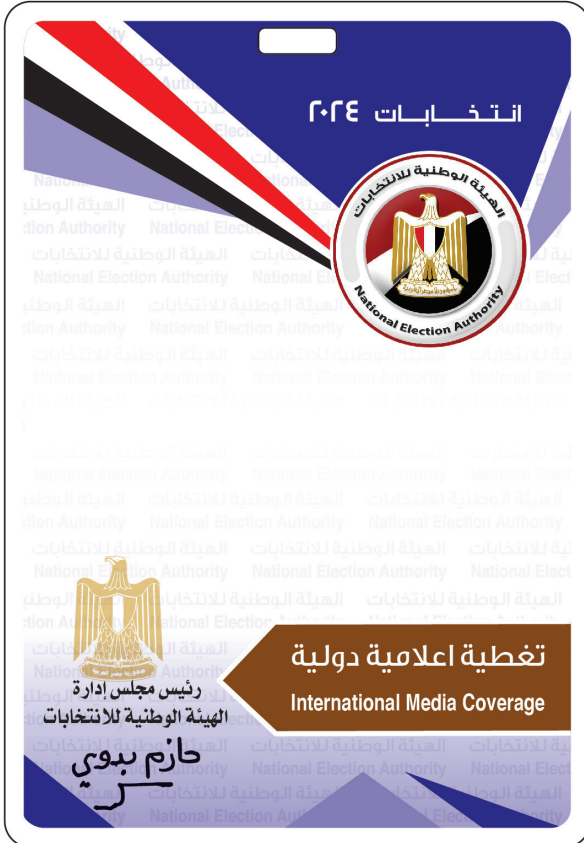 انتخابات ٢٠٢٤
الهيئة الوطنية للانتخابات
National Election Authority
تغطية اعلامية دولية
International Media Coverage
رئيس مجلس إدارة
الهيئة الوطنية للانتخابات
حازم بدوي